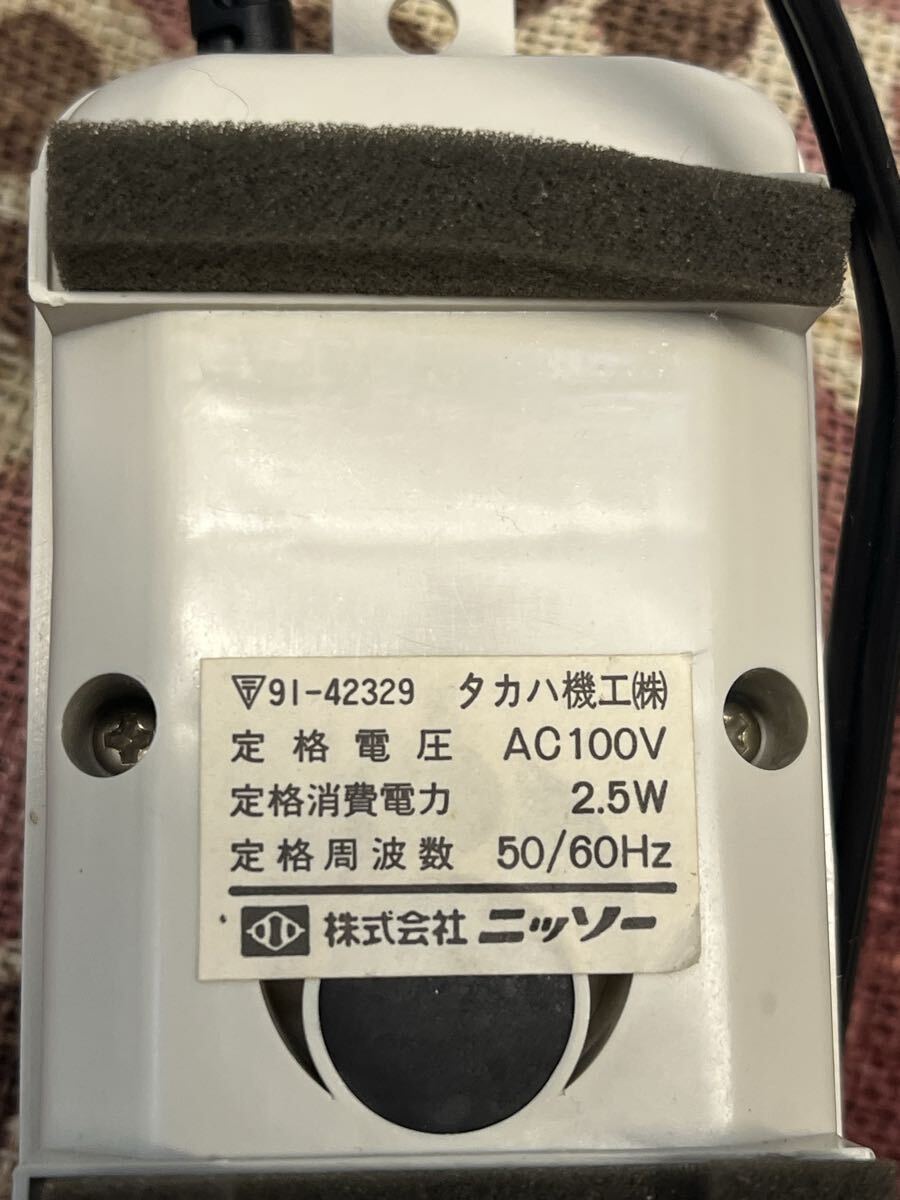 〒91-42329 タカハ機工㈱
定格電圧 AC100V
定格消費電力 2.5W
定格周波数 50/60Hz
株式会社 ニッソー